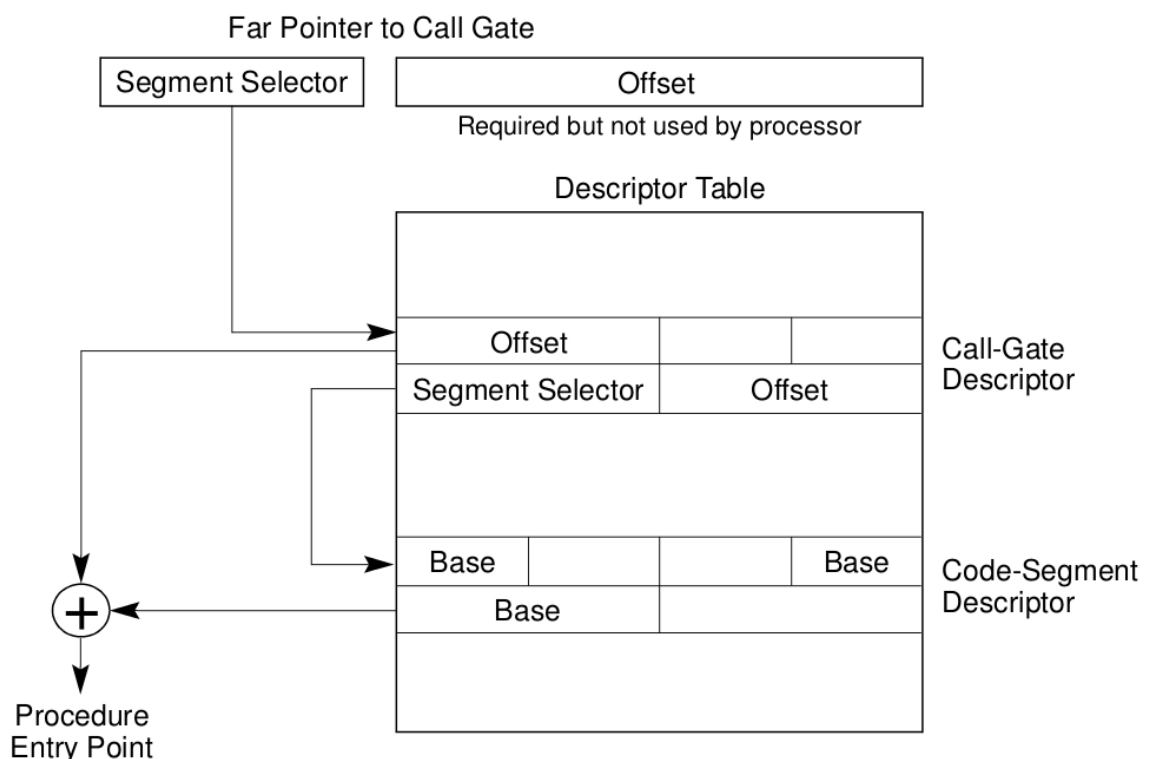 Far Pointer to Call Gate
Segment Selector
Offset
Required but not used by processor
Descriptor Table
Offset
Segment Selector
Offset
Call-Gate
Descriptor
Base
Base
Base
Code-Segment
Descriptor
+
Procedure
Entry Point